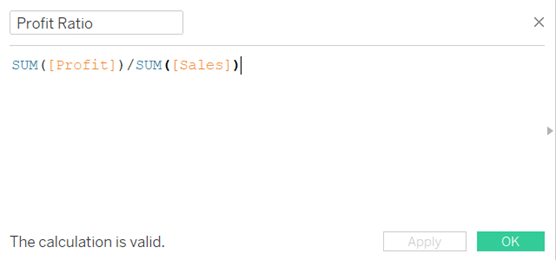 Profit Ratio
SUM([Profit])/SUM([Sales])
The calculation is valid.
Apply
OK